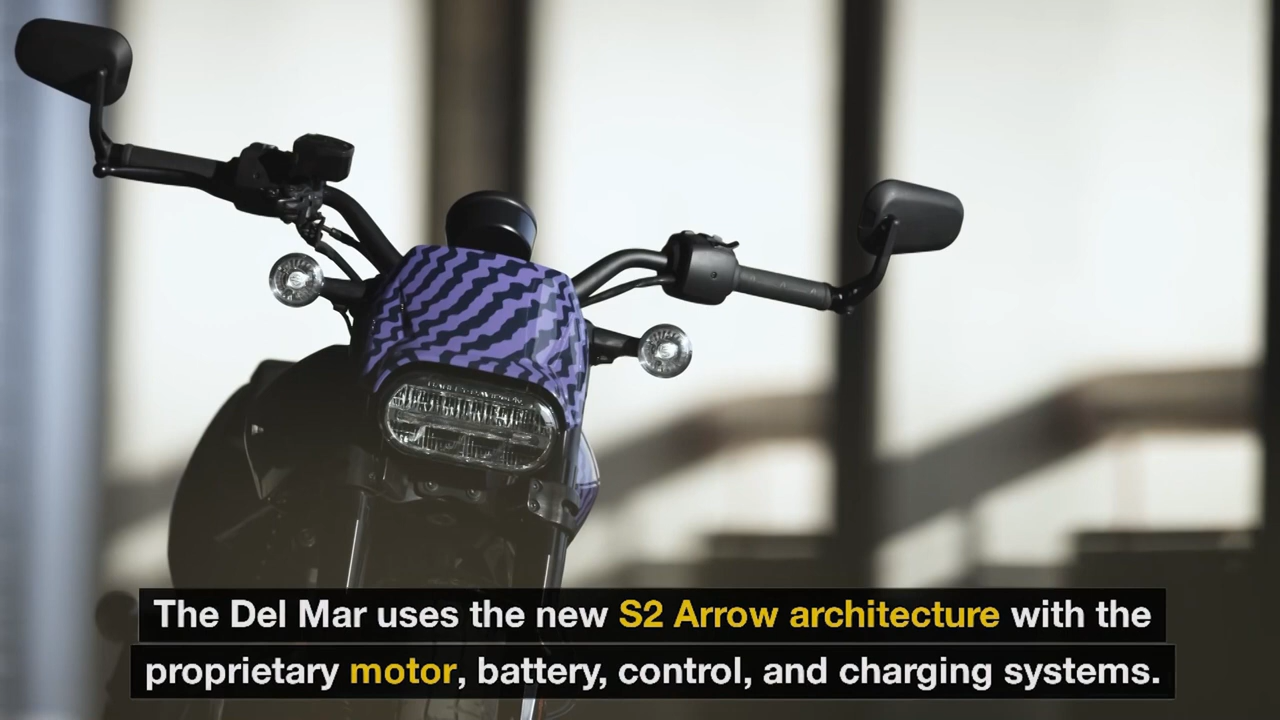 The Del Mar uses the new S2 Arrow architecture with the
proprietary motor, battery, control, and charging systems.